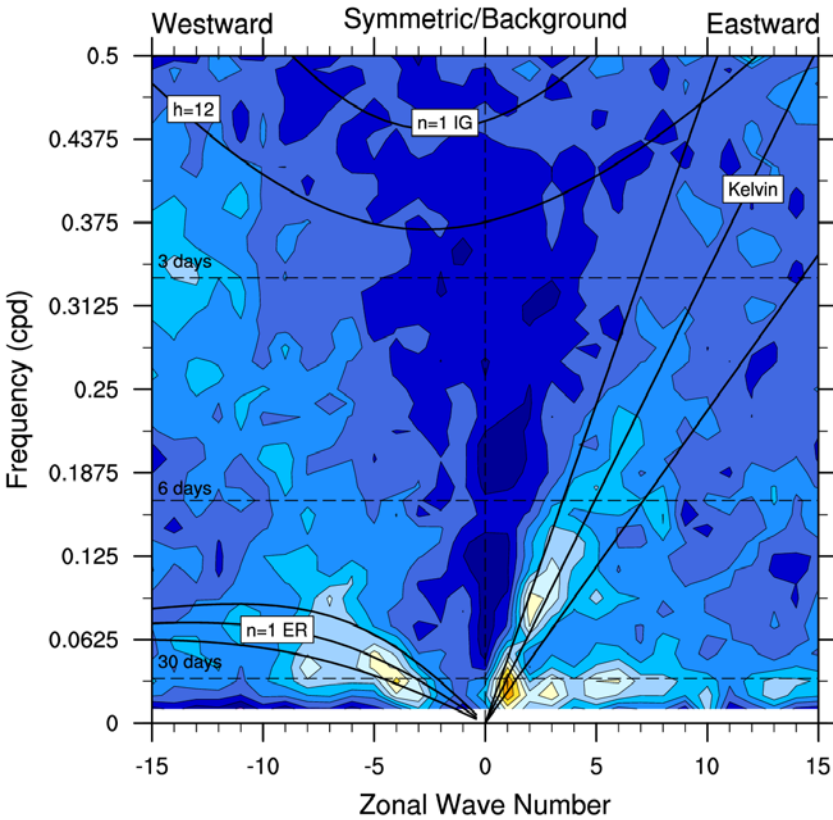 Westward
Symmetric/Background
Eastward
0.5
h=12
n=1 IG
0.4375
Kelvin
0.375
3 days
0.3125
Frequency (cpd)
0.25
0.1875
6 days
0.125
n=1 ER
0.0625
30 days
0
-15 -10 -5 0 5 10 15
Zonal Wave Number